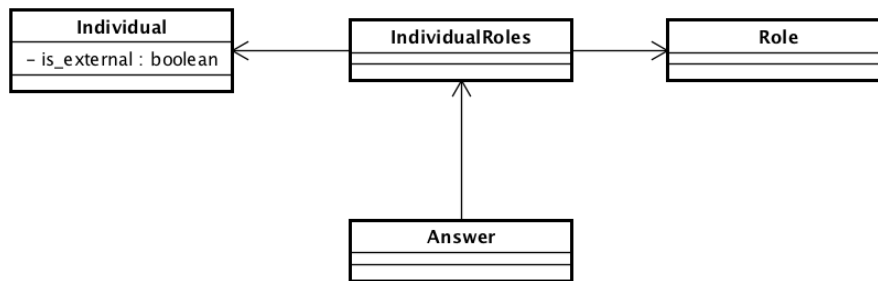 Individual
- is_external : boolean
IndividualRoles
Role
Answer